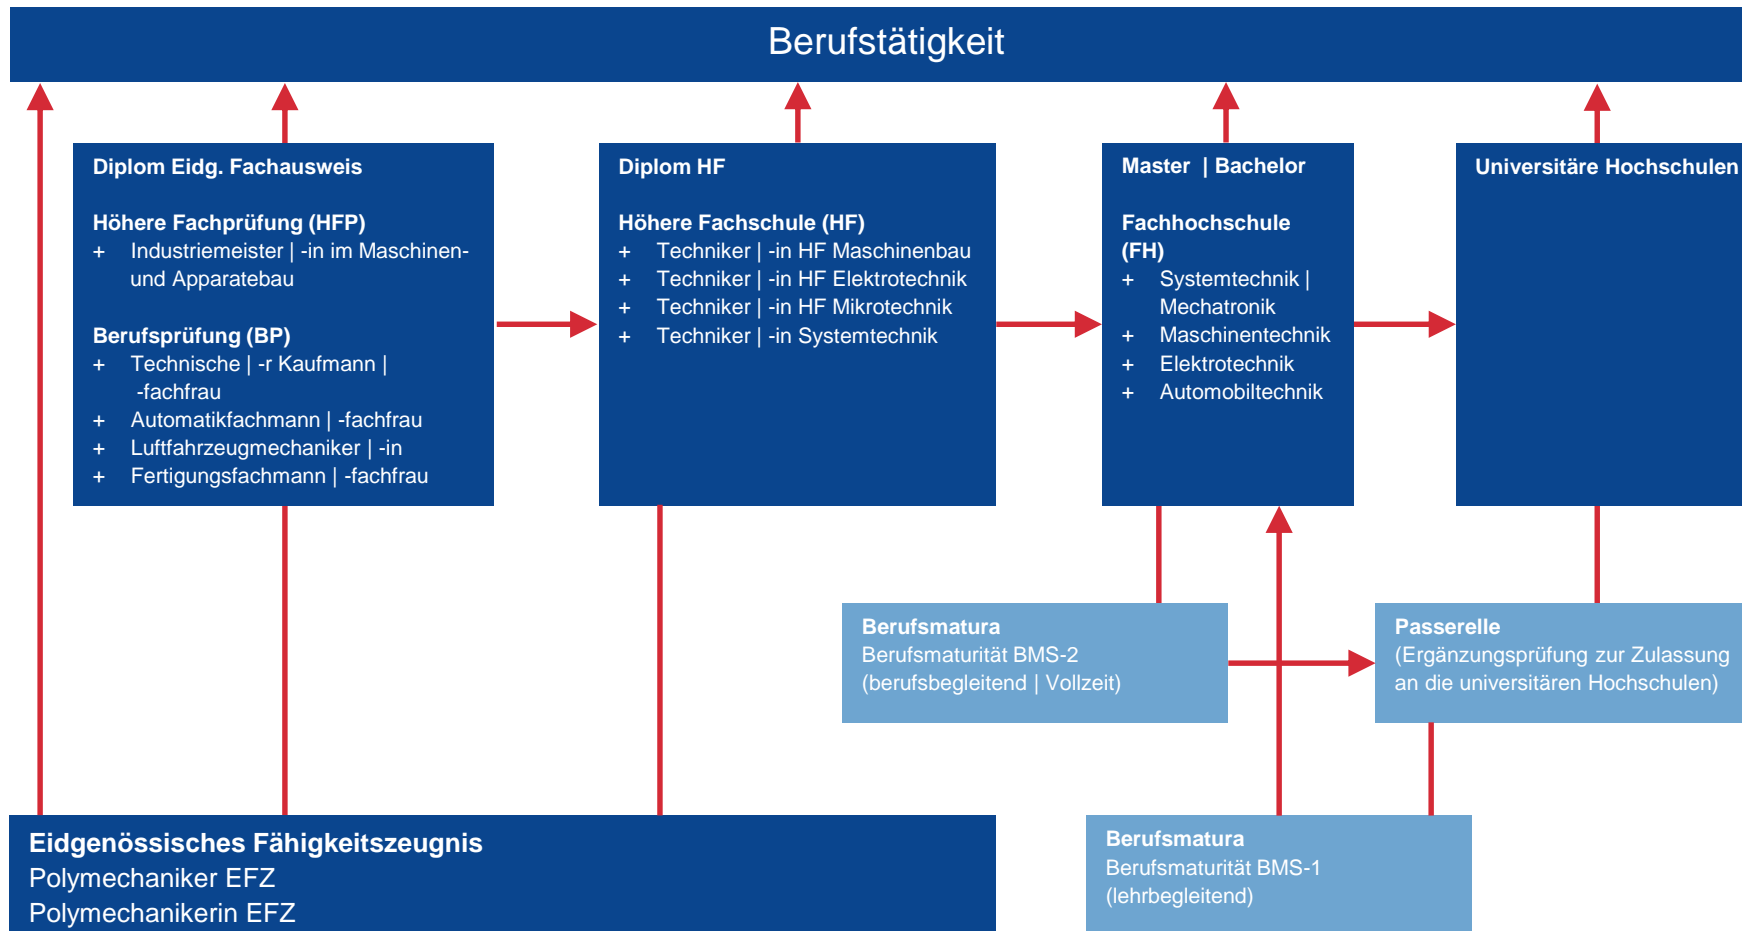 Berufstätigkeit
Diplom Eidg. Fachausweis
Höhere Fachprüfung (HFP)
+ Industriemeister | -in im Maschinen-
und Apparatebau
Berufsprüfung (BP)
+ Technische | -r Kaufmann |
-fachfrau
+ Automatikfachmann | -fachfrau
+ Luftfahrzeugmechaniker | -in
+ Fertigungsfachmann | -fachfrau
Diplom HF
Höhere Fachschule (HF)
+ Techniker | -in HF Maschinenbau
+ Techniker | -in HF Elektrotechnik
+ Techniker | -in HF Mikrotechnik
+ Techniker | -in Systemtechnik
Master | Bachelor
Fachhochschule
(FH)
+ Systemtechnik |
Mechatronik
+ Maschinentechnik
+ Elektrotechnik
+ Automobiltechnik
Universitäre Hochschulen
Berufsmatura
Berufsmaturität BMS-2
(berufsbegleitend | Vollzeit)
Passerelle
(Ergänzungsprüfung zur Zulassung
an die universitären Hochschulen)
Eidgenössisches Fähigkeitszeugnis
Polymechaniker EFZ
Polymechanikerin EFZ
Berufsmatura
Berufsmaturität BMS-1
(lehrbegleitend)